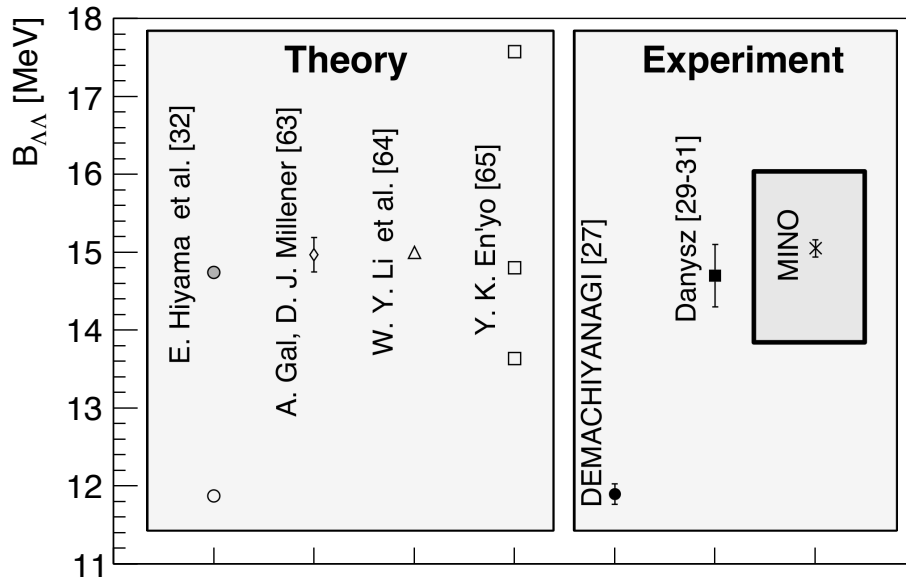 B_ΛΛ [MeV]
18
17
16
15
14
13
12
11
Theory
E. Hiyama et al. [32]
A. Gal, D. J. Millener [63]
W. Y. Li et al. [64]
Y. K. En'yo [65]
Experiment
DEMACHIYANAGI [27]
Danysz [29-31]
MINO